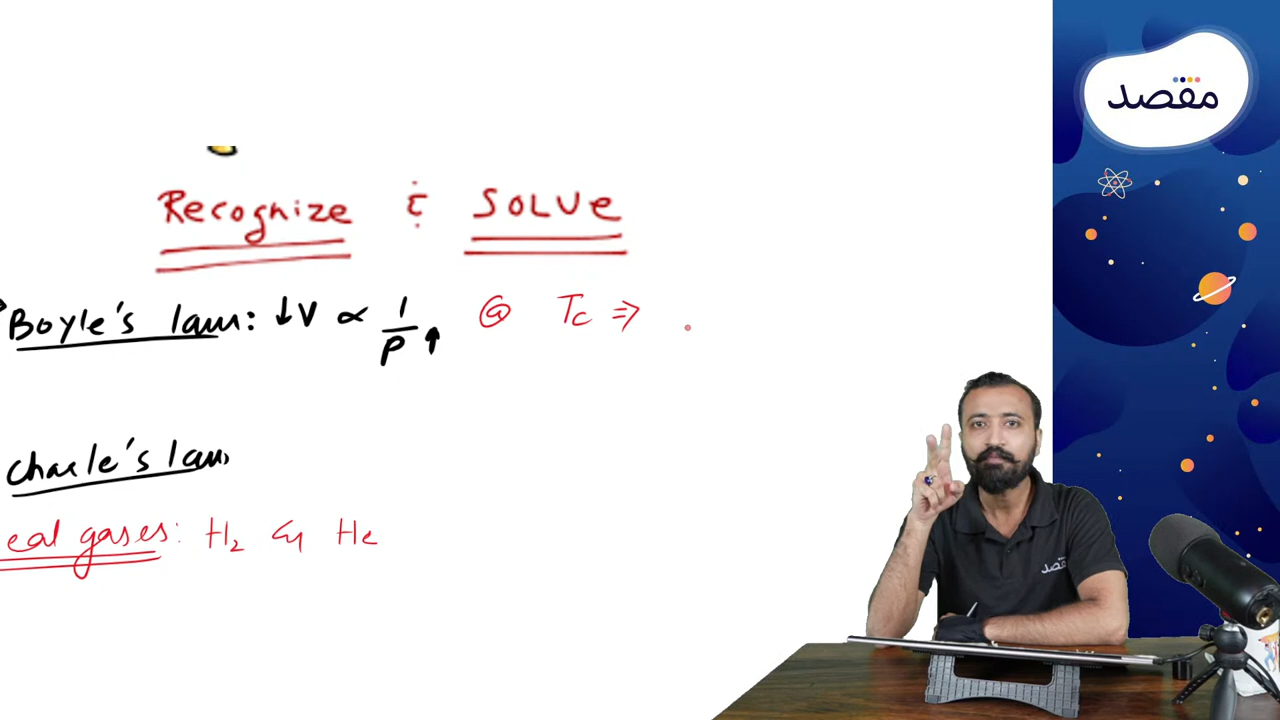 Recognize & SOLVE
Boyle's law: ↓V ∝ 1/P↑ @ Tc ⇒
Charle's law
eal gases: H2 & He
مقصد
مقصد